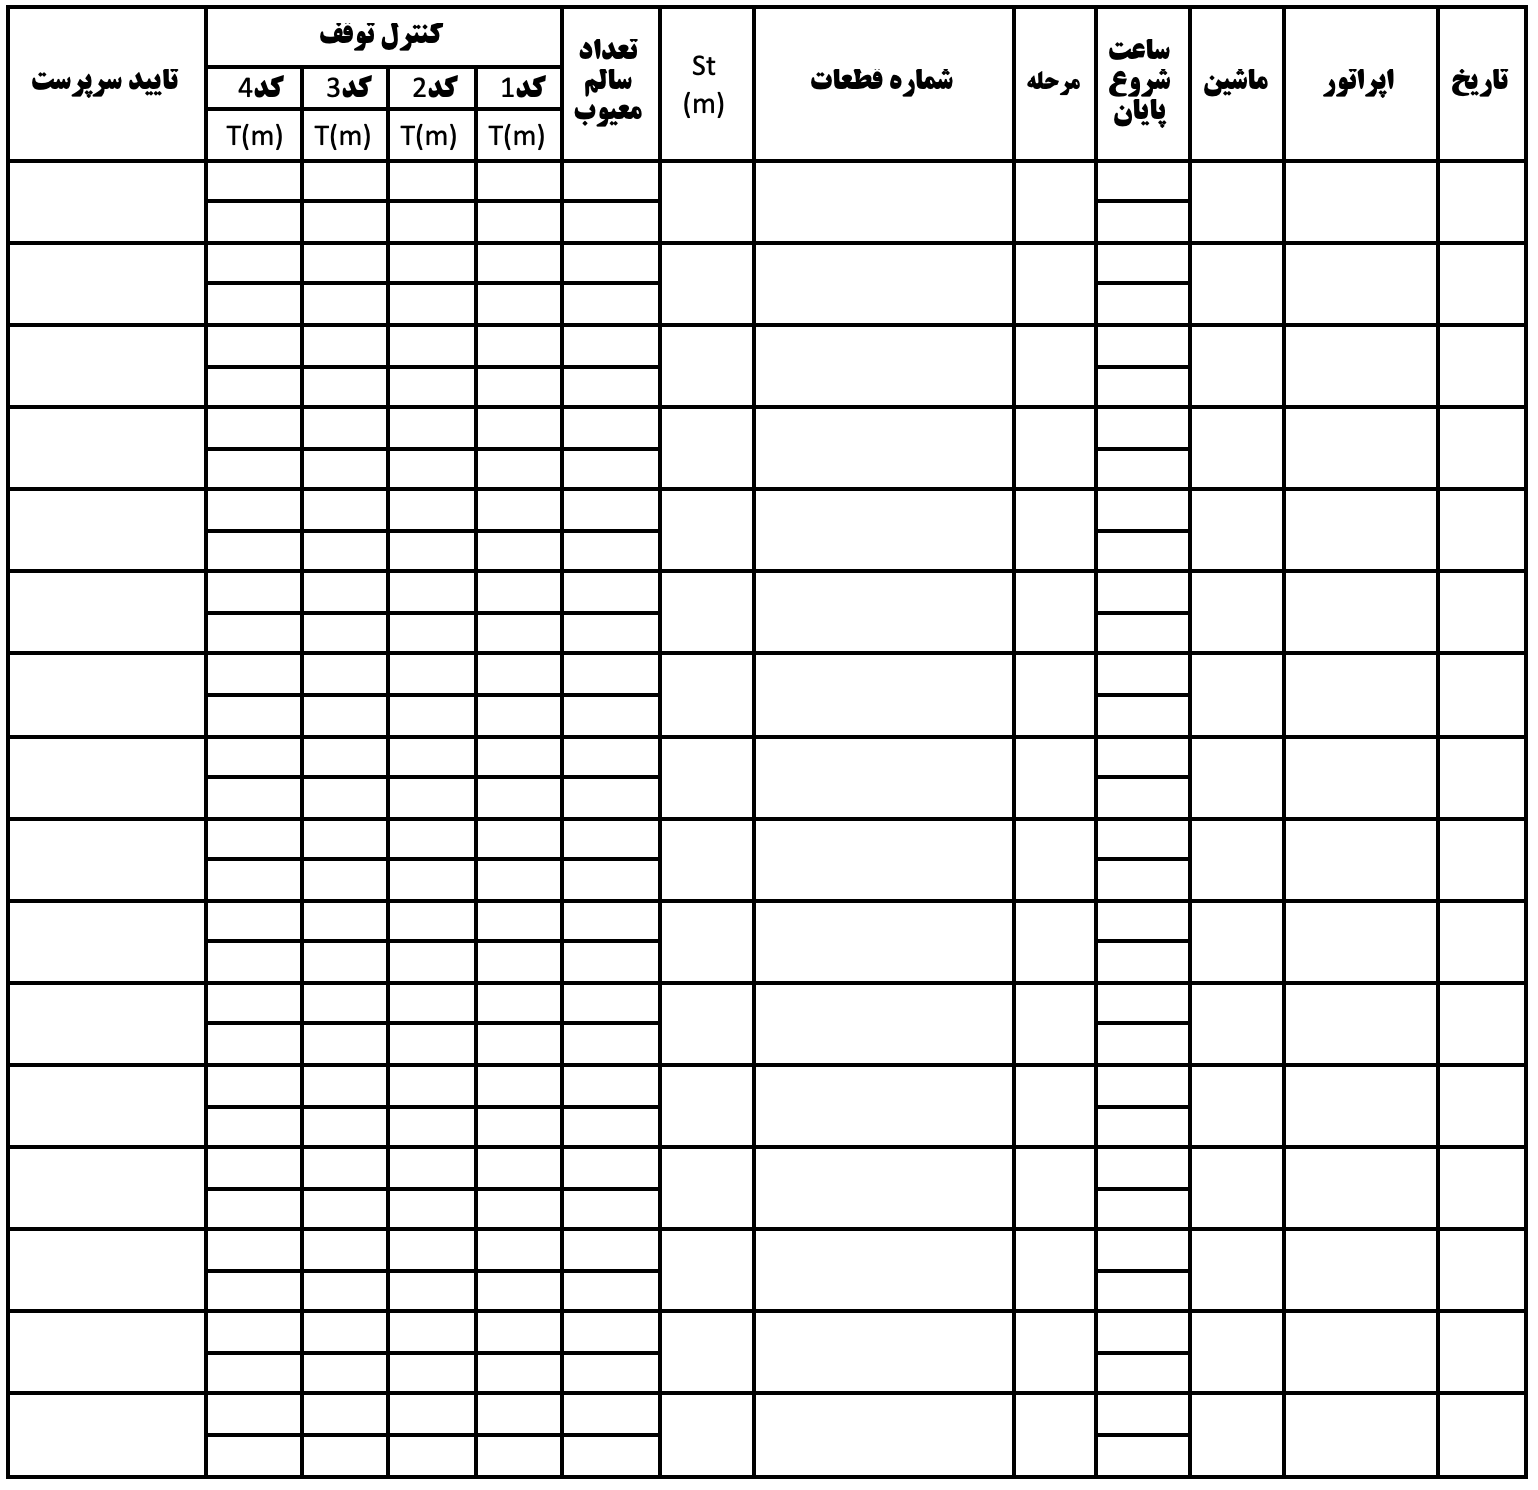 تاریخ
اپراتور
ماشین
ساعت
شروع
پایان
مرحله
شماره قطعات
St
(m)
تعداد
سالم
معیوب
کنترل توقف
کد1 کد2 کد3 کد4
T(m) T(m) T(m) T(m)
تایید سرپرست